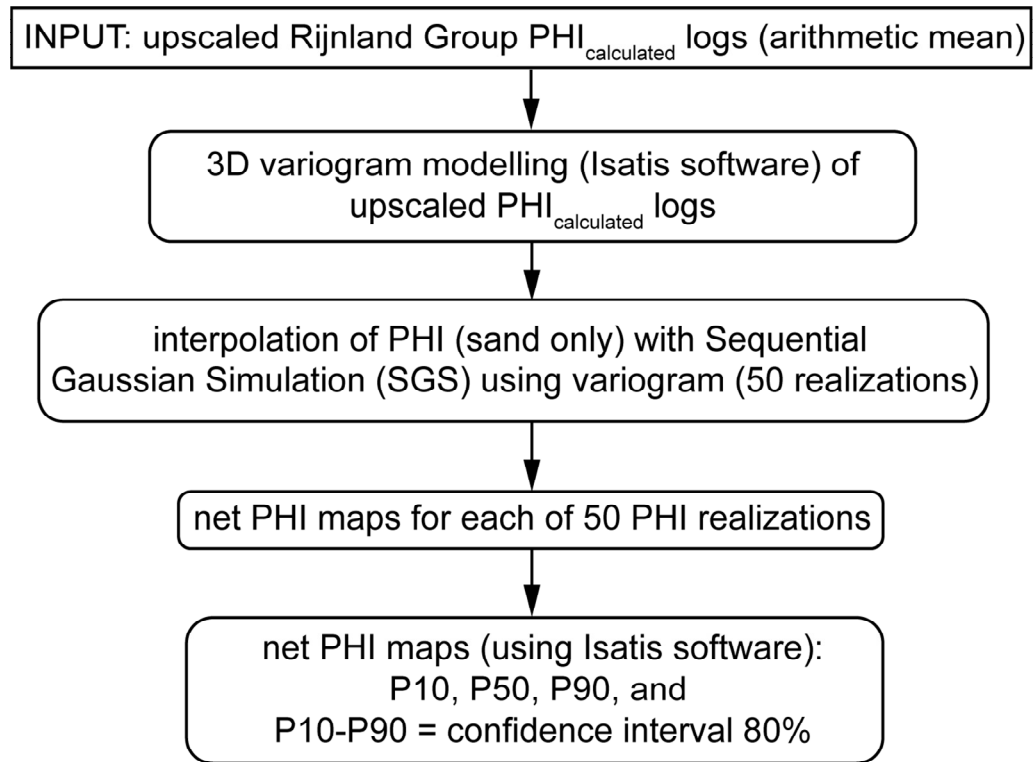 INPUT: upscaled Rijnland Group PHIcalculated logs (arithmetic mean)
3D variogram modelling (Isatis software) of
upscaled PHIcalculated logs
interpolation of PHI (sand only) with Sequential
Gaussian Simulation (SGS) using variogram (50 realizations)
net PHI maps for each of 50 PHI realizations
net PHI maps (using Isatis software):
P10, P50, P90, and
P10-P90 = confidence interval 80%